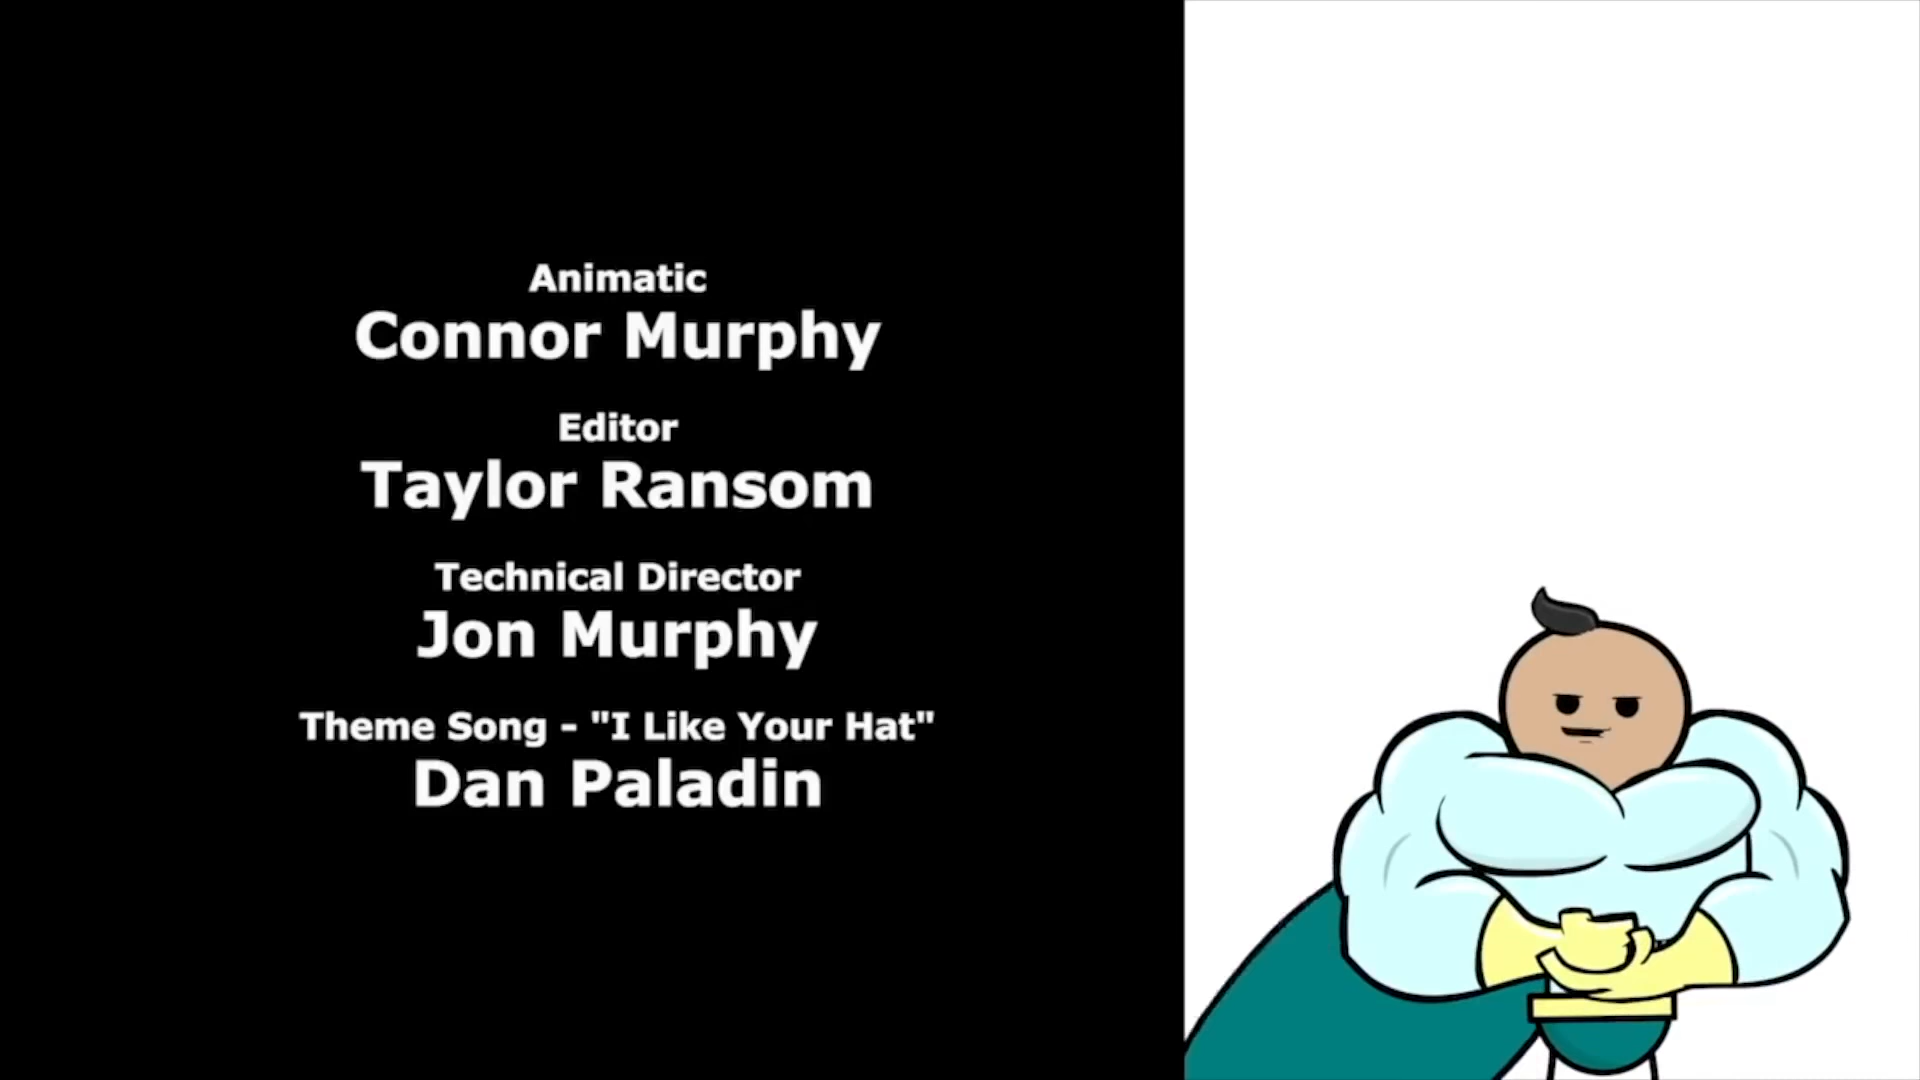 Animatic
Connor Murphy
Editor
Taylor Ransom
Technical Director
Jon Murphy
Theme Song - "I Like Your Hat"
Dan Paladin